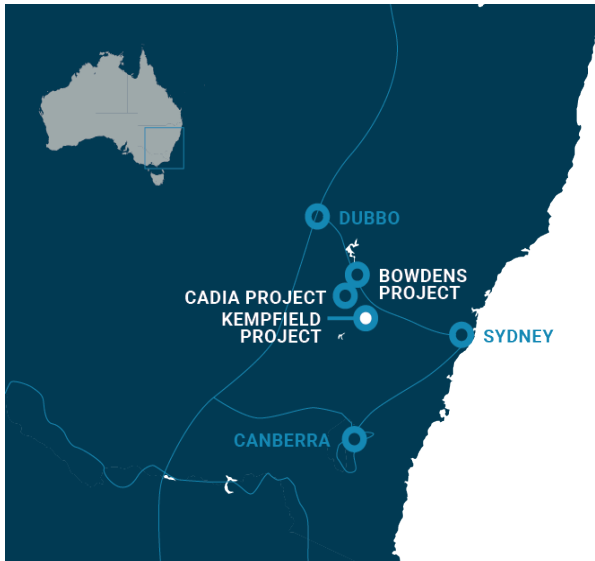 DUBBO
BOWDENS
PROJECT
CADIA PROJECT
KEMPFIELD
PROJECT
SYDNEY
CANBERRA